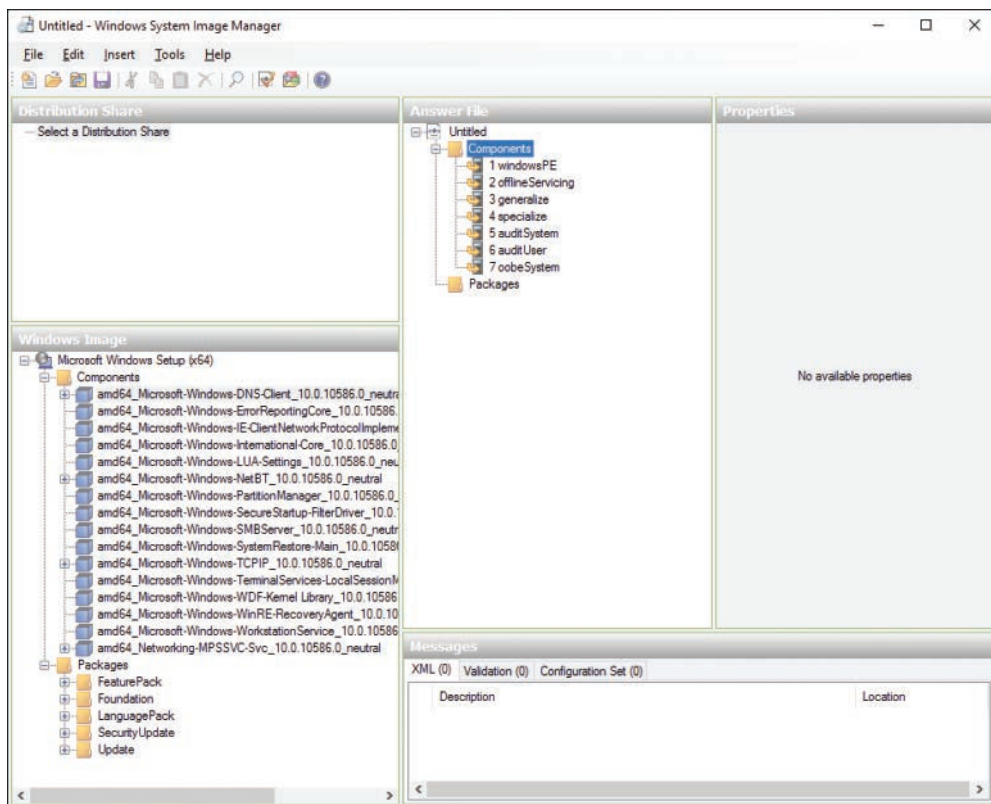 Untitled - Windows System Image Manager
File Edit Insert Tools Help
Distribution Share
Select a Distribution Share
Answer File
Untitled
Components
1 windowsPE
2 offlineServicing
3 generalize
4 specialize
5 auditSystem
6 auditUser
7 oobeSystem
Packages
Properties
No available properties
Windows Image
Microsoft Windows Setup (x64)
Components
amd64_Microsoft-Windows-DNS-Client_10.0.10586.0_neutra
amd64_Microsoft-Windows-ErrorReportingCore_10.0.10586.
amd64_Microsoft-Windows-IE-ClientNetworkProtocolImpleme
amd64_Microsoft-Windows-International-Core_10.0.10586.0_
amd64_Microsoft-Windows-LUA-Settings_10.0.10586.0_neu
amd64_Microsoft-Windows-NetBT_10.0.10586.0_neutral
amd64_Microsoft-Windows-PartitionManager_10.0.10586.0_
amd64_Microsoft-Windows-SecureStartup-FilterDriver_10.0.1
amd64_Microsoft-Windows-SMBServer_10.0.10586.0_neutr
amd64_Microsoft-Windows-SystemRestore-Main_10.0.1058
amd64_Microsoft-Windows-TCPIP_10.0.10586.0_neutral
amd64_Microsoft-Windows-TerminalServices-LocalSessionM
amd64_Microsoft-Windows-WDF-Kernel Library_10.0.10586
amd64_Microsoft-Windows-WinRE-RecoveryAgent_10.0.10
amd64_Microsoft-Windows-WorkstationService_10.0.10586
amd64_Networking-MPSSVC-Svc_10.0.10586.0_neutral
Packages
FeaturePack
Foundation
LanguagePack
SecurityUpdate
Update
Messages
XML (0) Validation (0) Configuration Set (0)
Description Location